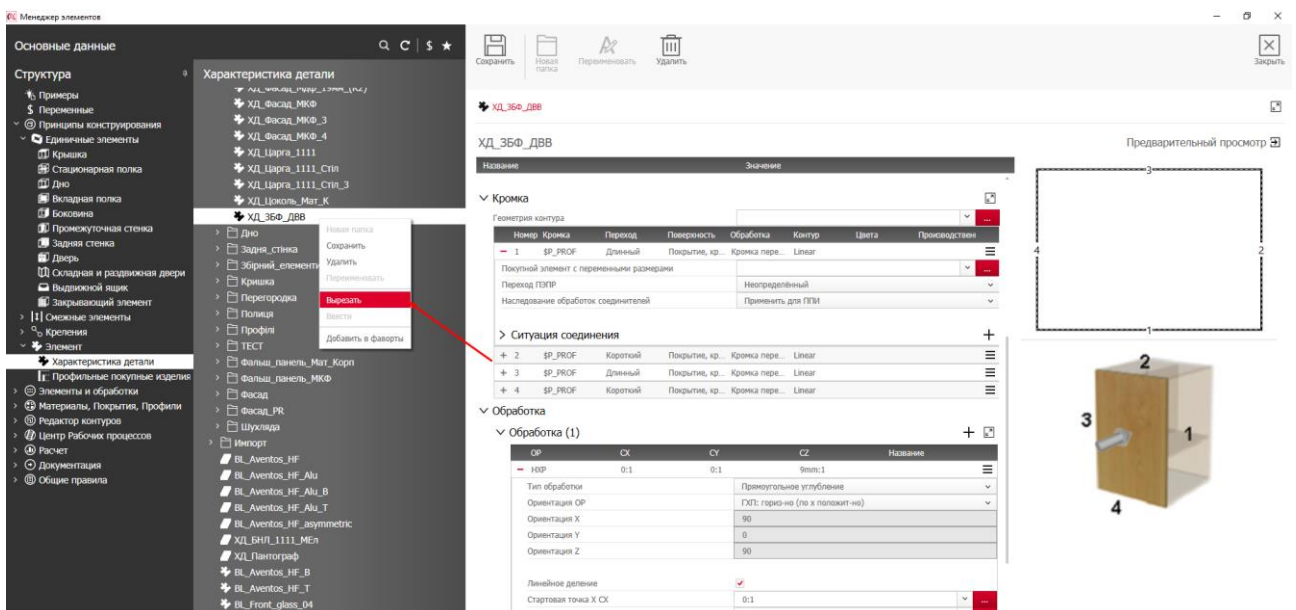 Менеджер элементов
Основные данные
Структура
Примеры
$ Переменные
Принципы конструирования
Единичные элементы
Крышка
Стационарная полка
Дно
Вкладная полка
Боковина
Промежуточная стенка
Задняя стенка
Дверь
Складная и раздвижная двери
Выдвижной ящик
Закрывающий элемент
Смежные элементы
Крепления
Элемент
Характеристика детали
Профильные покупные изделия
Элементы и обработки
Материалы, Покрытия, Профили
Редактор контуров
Центр Рабочих процессов
Расчет
Документация
Общие правила
Характеристика детали
ХД_Фасад_МКФ
ХД_Фасад_МКФ_3
ХД_Фасад_МКФ_4
ХД_Царга_1111
ХД_Царга_1111_Стіл
ХД_Царга_1111_Стіл_3
ХД_Цоколь_Мат_К
ХД_ЗБФ_ДВВ
Дно
Задня_стінка
Збірний_елементи
Кришка
Перегородка
Полиця
Профілі
ТЕСТ
Фальш_панель_Мат_Корп
Фальш_панель_МКФ
Фасад
Фасад_PR
Шухляда
Импорт
BL_Aventos_HF
BL_Aventos_HF_Alu
BL_Aventos_HF_Alu_B
BL_Aventos_HF_Alu_T
BL_Aventos_HF_asymmetric
ХД_БНЛ_1111_МЕл
ХД_Пантограф
BL_Aventos_HF_B
BL_Aventos_HF_T
BL_Front_glass_04
Новая папка
Сохранить
Удалить
Переименовать
Вырезать
Ввести
Добавить в фаворты
Сохранить
Новая папка
Переименовать
Удалить
Закрыть
ХД_ЗБФ_ДВВ
ХД_ЗБФ_ДВВ
Предварительный просмотр
Название Значение
Кромка
Геометрия контура
Номер Кромка Переход Поверхность Обработка Контур Цвета Производствен
1 $P_PROF Длинный Покрытие, кр... Кромка пере... Linear
Покупной элемент с переменными размерами
Переход ПЭПР Неопределённый
Наследование обработок соединителей Применить для ППИ
Ситуация соединения
2 $P_PROF Короткий Покрытие, кр... Кромка пере... Linear
3 $P_PROF Длинный Покрытие, кр... Кромка пере... Linear
4 $P_PROF Короткий Покрытие, кр... Кромка пере... Linear
Обработка
Обработка (1)
OP CX CY CZ Название
HXP 0:1 0:1 9mm:1
Тип обработки Прямоугольное углубление
Ориентация OP ГХП: гориз-но (по x положит-но)
Ориентация X 90
Ориентация Y 0
Ориентация Z 90
Линейное деление
Стартовая точка X CX 0:1
3
4
2
1
2
3
1
4